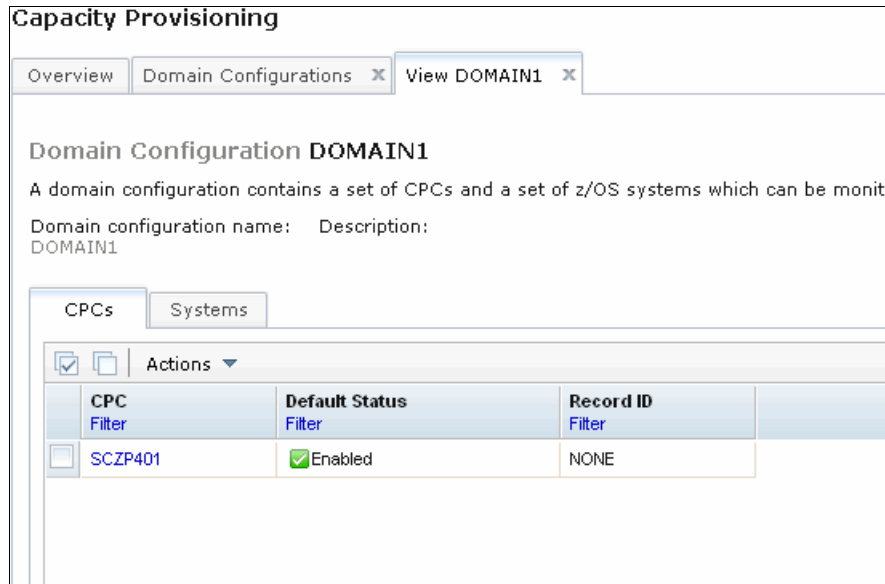 Capacity Provisioning
Overview Domain Configurations x View DOMAIN1 x
Domain Configuration DOMAIN1
A domain configuration contains a set of CPCs and a set of z/OS systems which can be monit
Domain configuration name: Description:
DOMAIN1
CPCs Systems
Actions
CPC Default Status Record ID
Filter Filter Filter
SCZP401 Enabled NONE